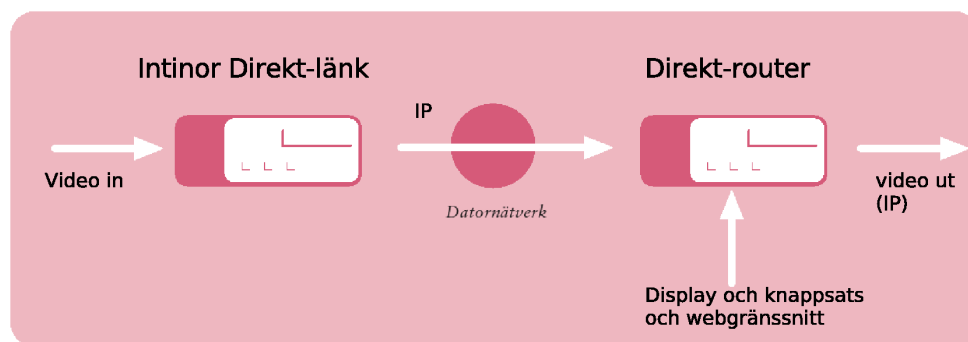 Intinor Direkt-länk
Direkt-router
IP
Video in
Datornätverk
video ut
(IP)
Display och knappsats
och webgränssnitt